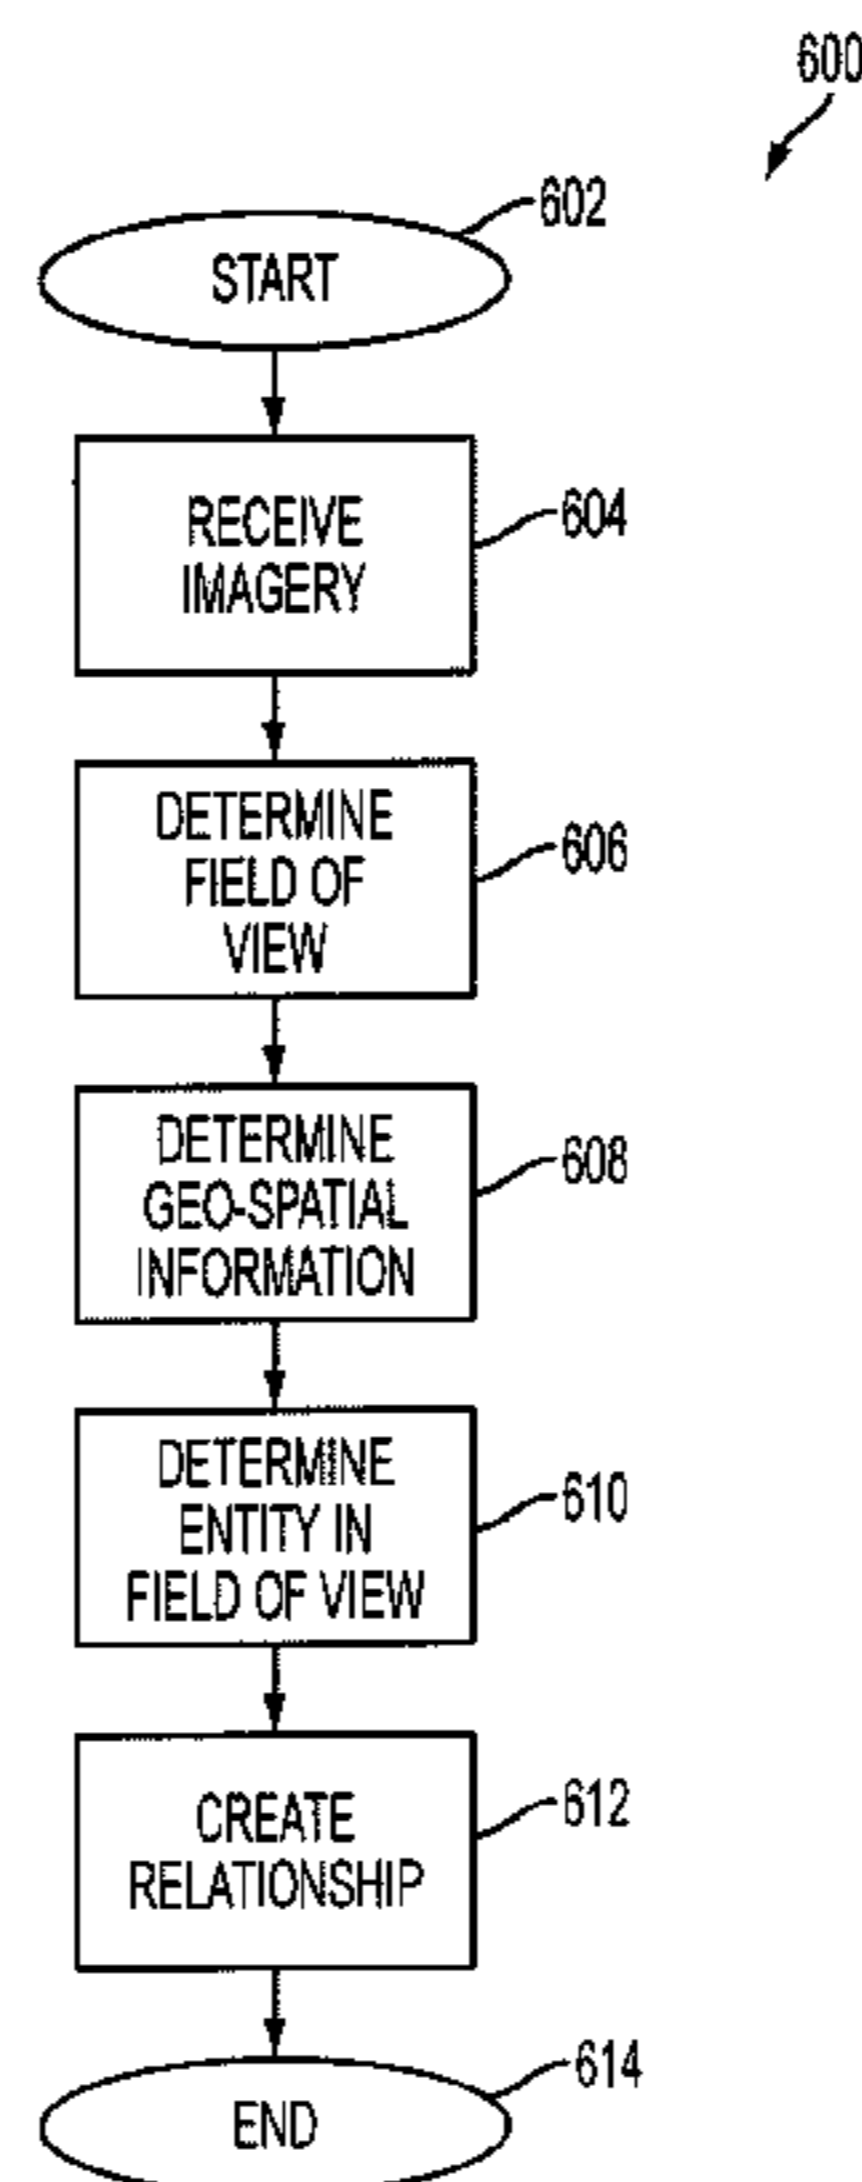 600
602
START
RECEIVE
IMAGERY
604
DETERMINE
FIELD OF
VIEW
606
DETERMINE
GEO-SPATIAL
INFORMATION
608
DETERMINE
ENTITY IN
FIELD OF VIEW
610
CREATE
RELATIONSHIP
612
614
END